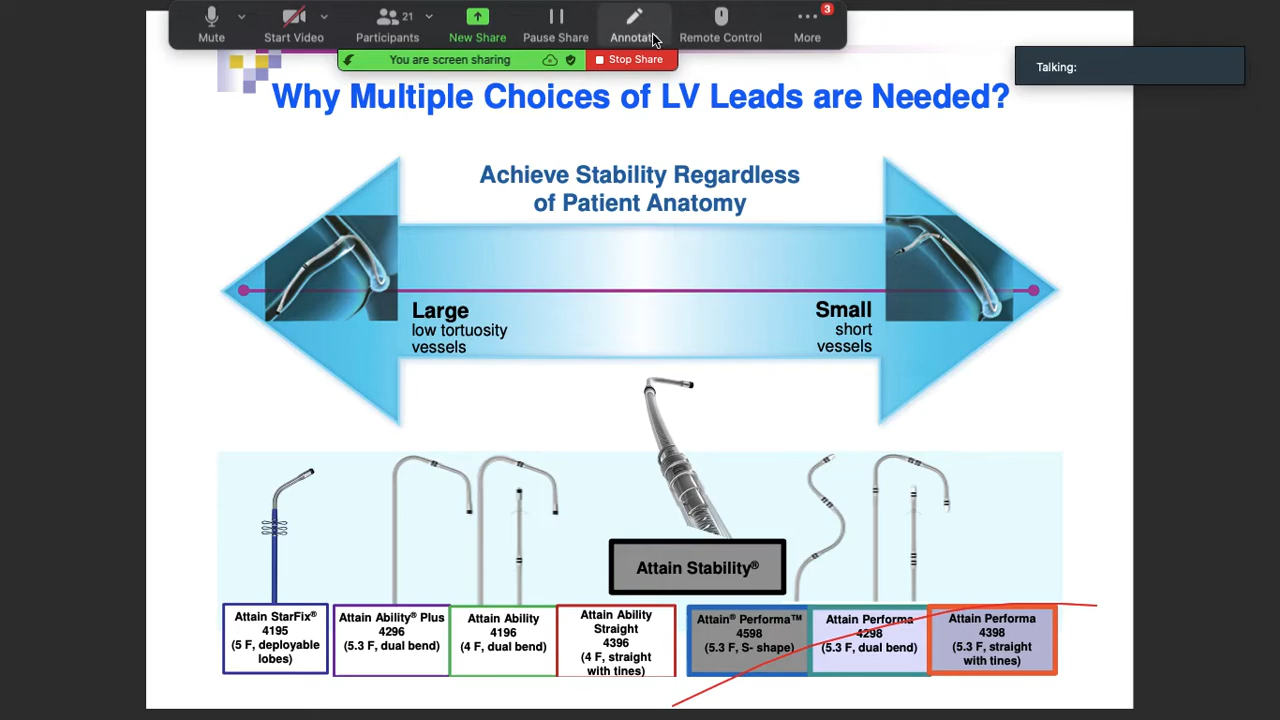 Mute
Start Video
21
Participants
New Share
Pause Share
Annotate
Remote Control
3
More
You are screen sharing
Stop Share
Talking:
Why Multiple Choices of LV Leads are Needed?
Achieve Stability Regardless
of Patient Anatomy
Large
low tortuosity
vessels
Small
short
vessels
Attain Stability®
Attain StarFix®
4195
(5 F, deployable
lobes)
Attain Ability® Plus
4296
(5.3 F, dual bend)
Attain Ability
4196
(4 F, dual bend)
Attain Ability
Straight
4396
(4 F, straight
with tines)
Attain® Performa™
4598
(5.3 F, S- shape)
Attain Performa
4298
(5.3 F, dual bend)
Attain Performa
4398
(5.3 F, straight
with tines)